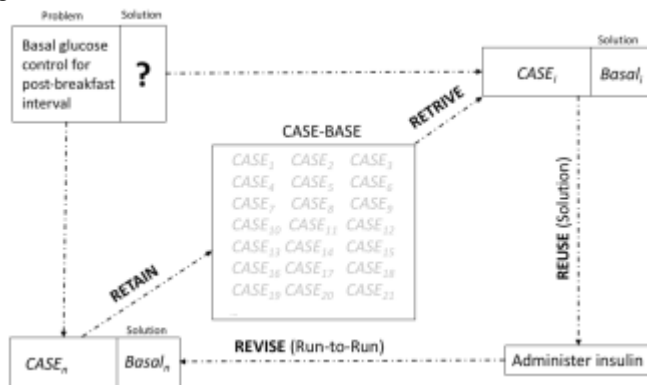 Problem Solution
Basal glucose
control for
post-breakfast
interval
?
Solution
CASEi Basali
RETRIVE
CASE-BASE
CASE1 CASE2 CASE3
CASE4 CASE5 CASE6
CASE7 CASE8 CASE9
CASE10 CASE11 CASE12
CASE13 CASE14 CASE15
CASE16 CASE17 CASE18
CASE19 CASE20 CASE21
...
REUSE (Solution)
RETAIN
Solution
CASEn Basaln
REVISE (Run-to-Run)
Administer insulin